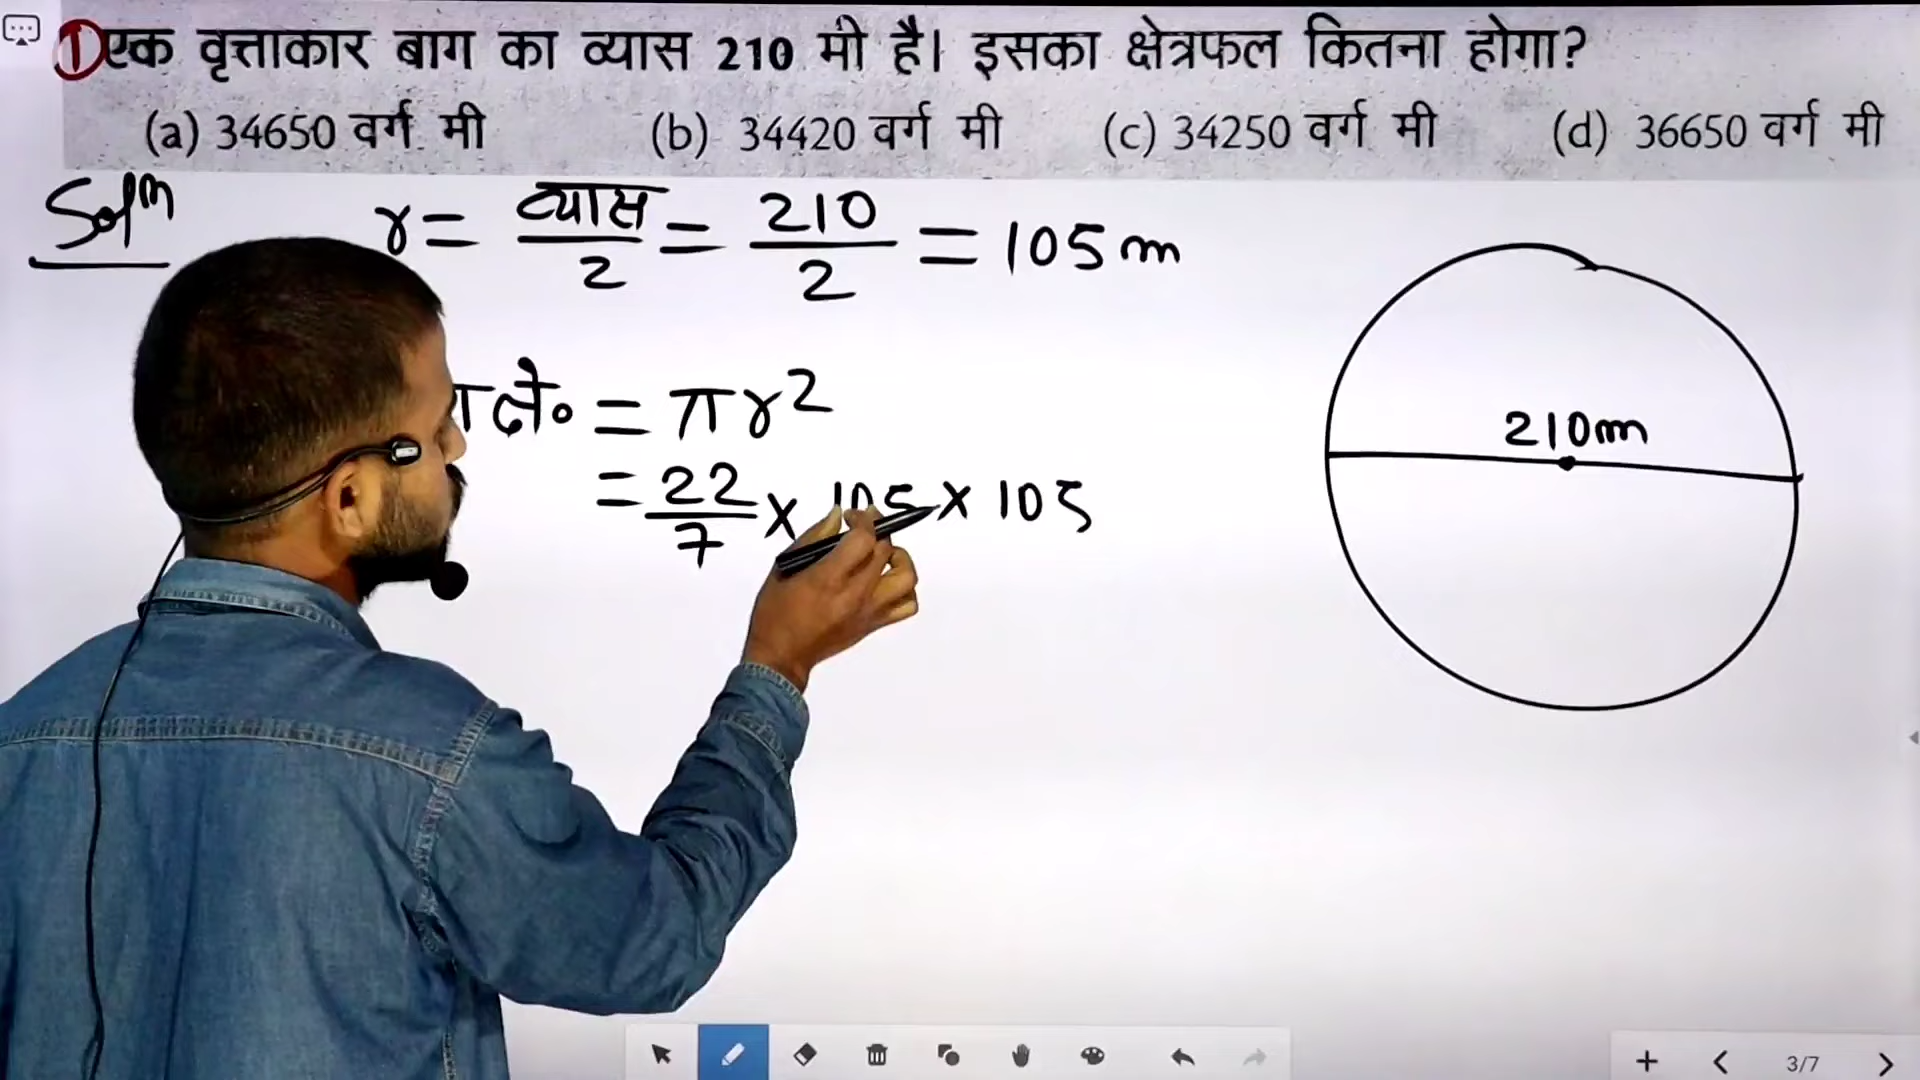 ① एक वृत्ताकार बाग का व्यास 210 मी है। इसका क्षेत्रफल कितना होगा?
(a) 34650 वर्ग मी (b) 34420 वर्ग मी (c) 34250 वर्ग मी (d) 36650 वर्ग मी
Solⁿ r = व्यास/2 = 210/2 = 105 m
क्षे० = πr²
= 22/7 × 105 × 105
210m
3/7